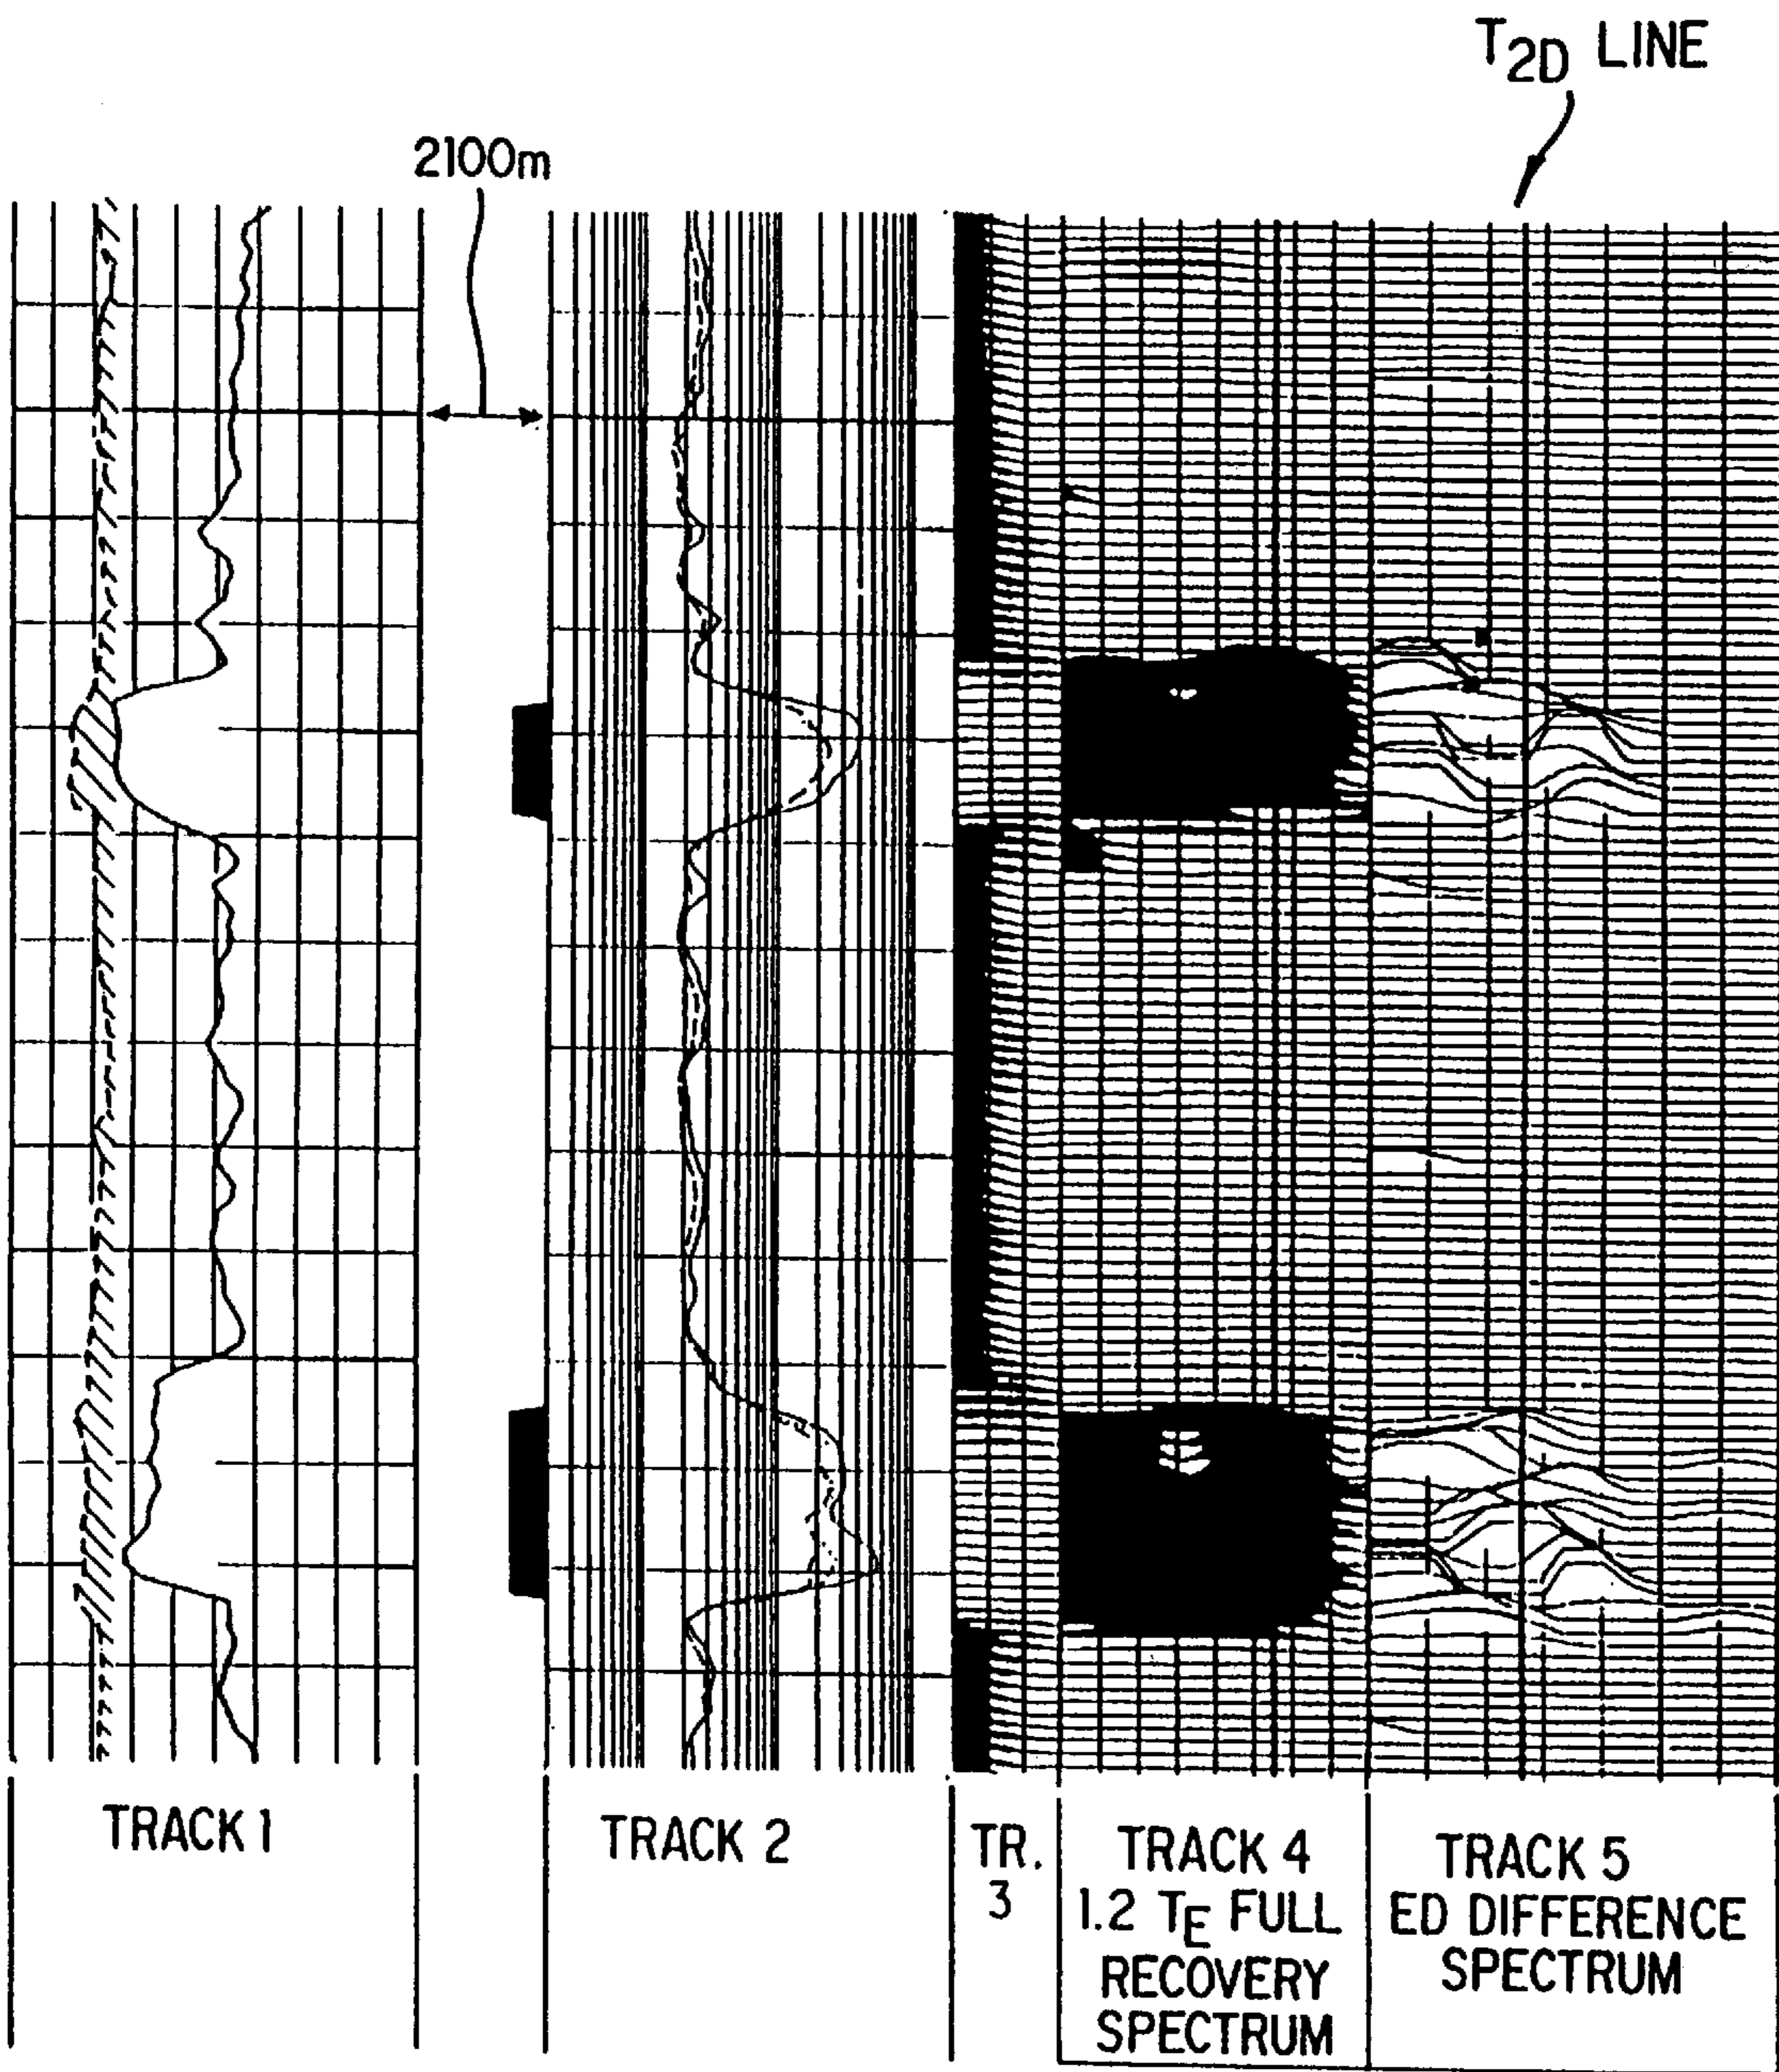 T2D LINE
2100m
TRACK 1
TRACK 2
TR.
3
TRACK 4
1.2 TE FULL
RECOVERY
SPECTRUM
TRACK 5
ED DIFFERENCE
SPECTRUM